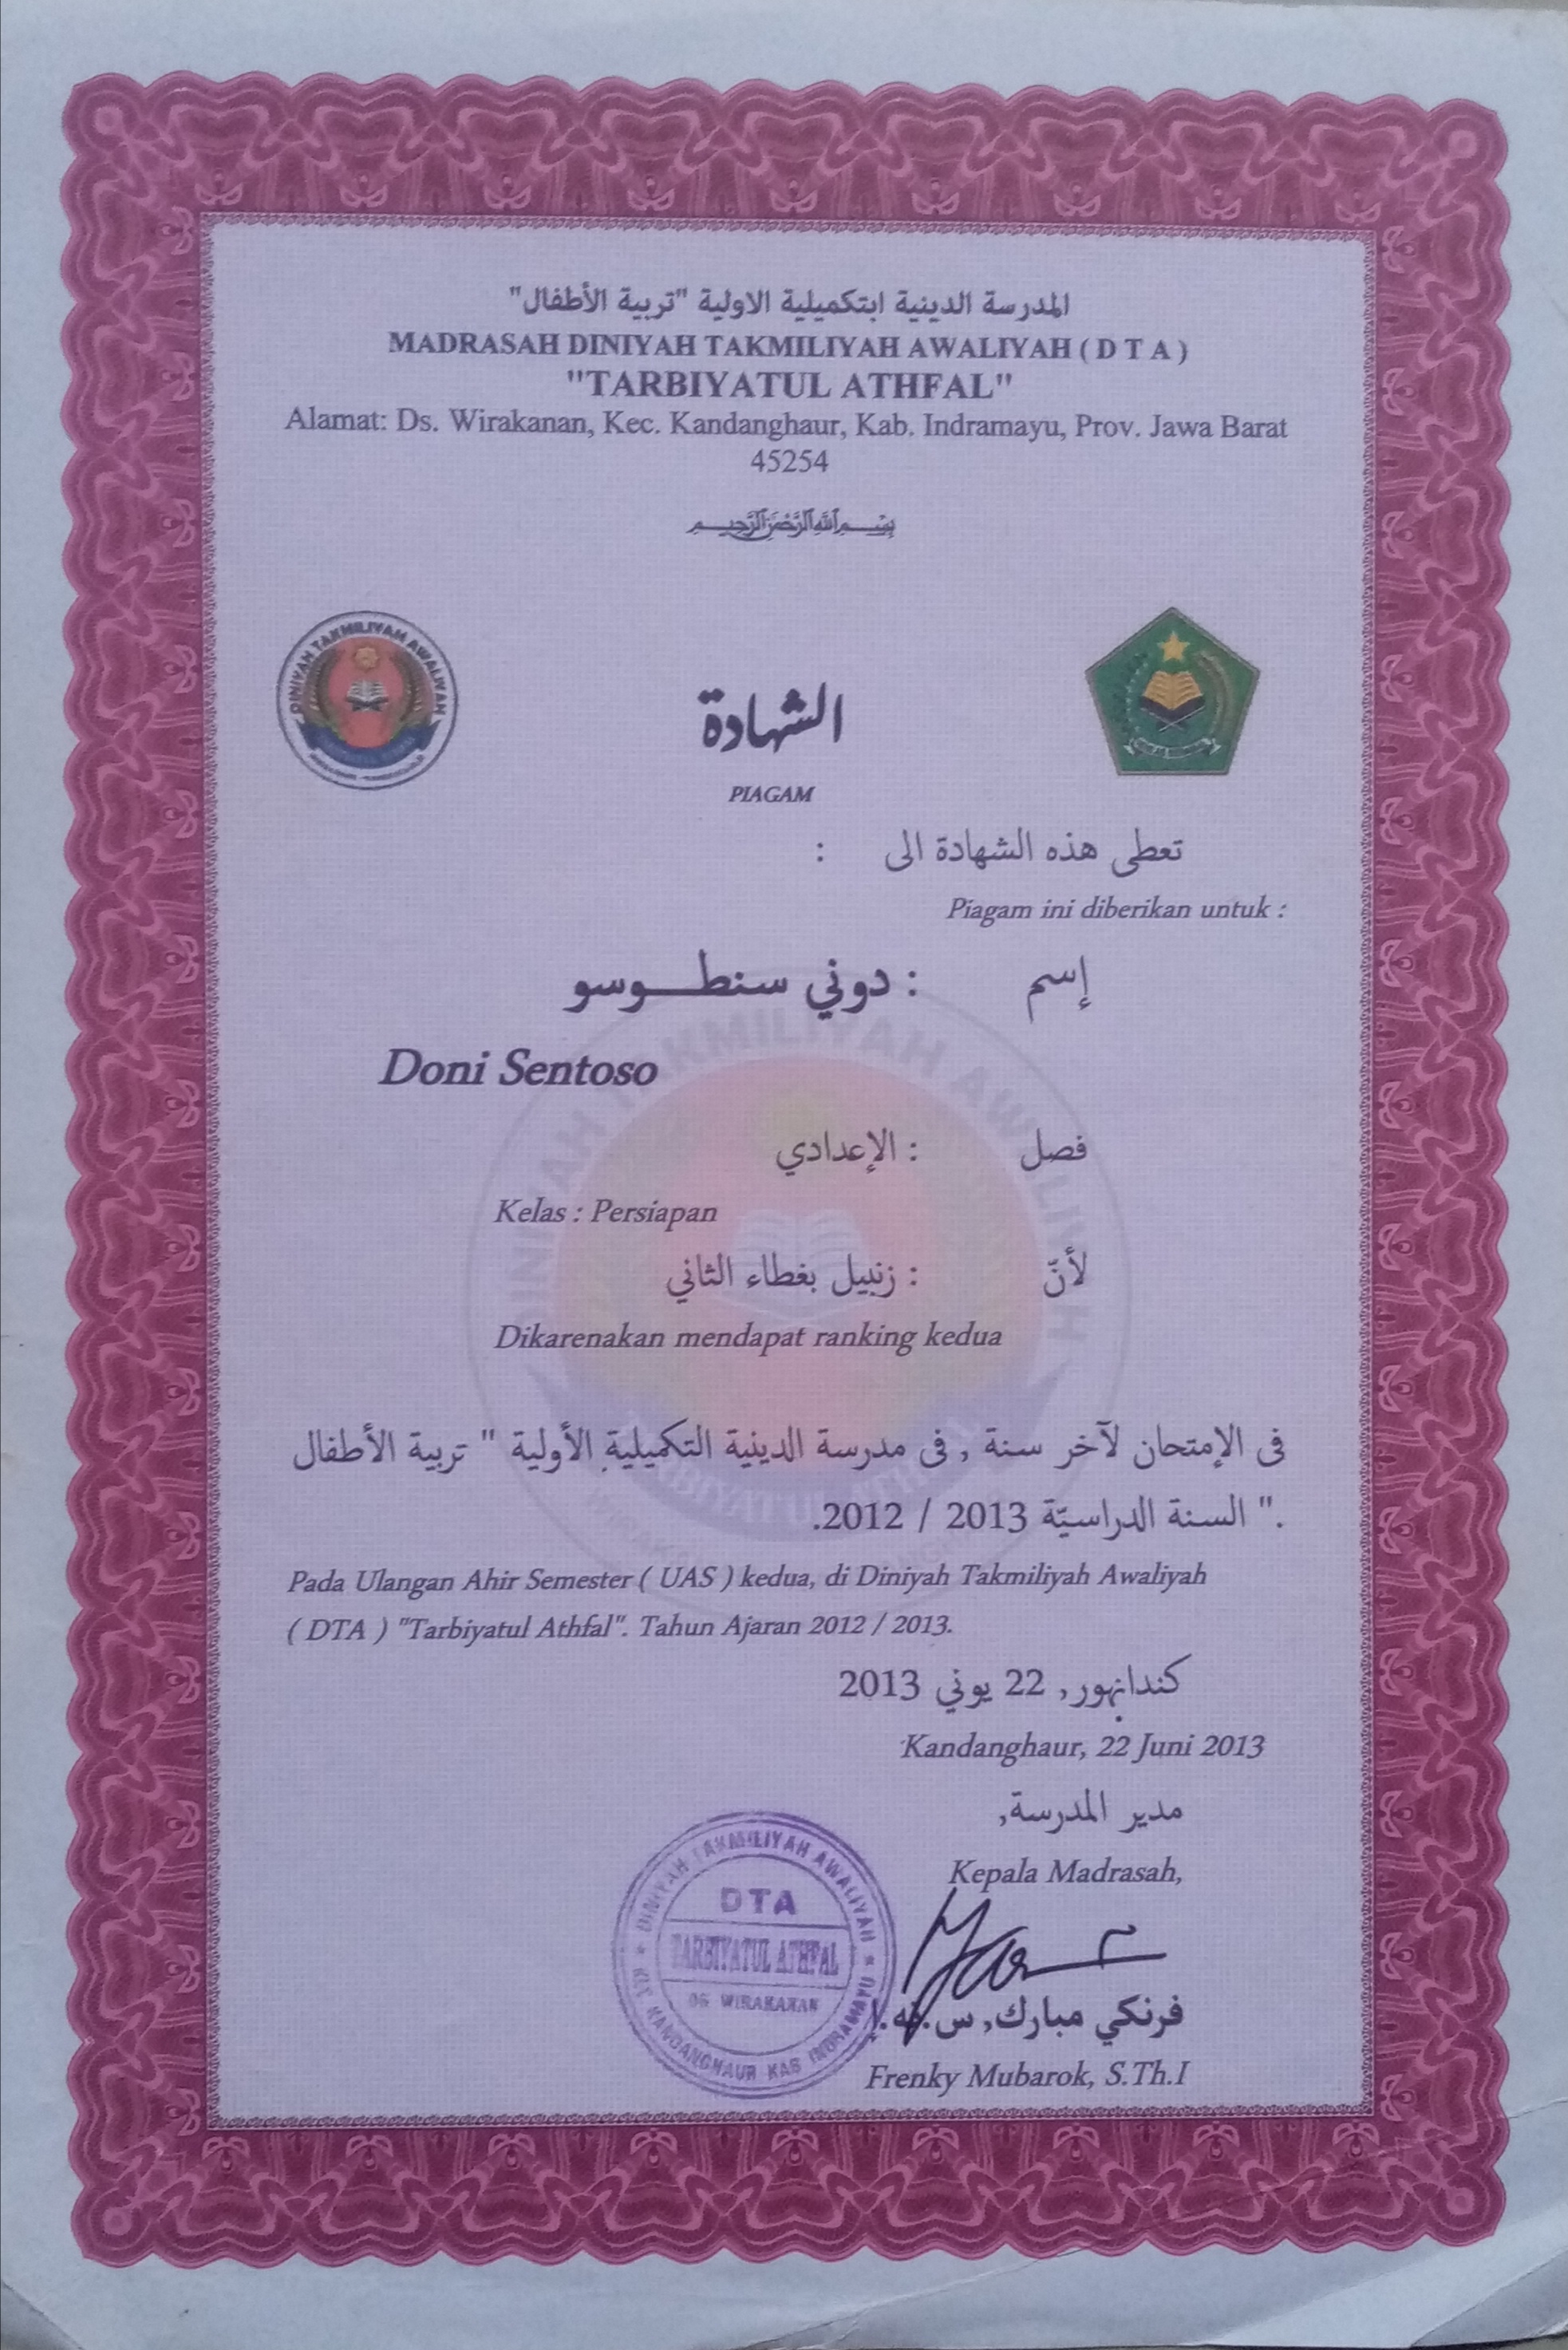 المدرسة الدينية ابتكميلية الاولية "تربية الأطفال"
MADRASAH DINIYAH TAKMILIYAH AWALIYAH ( D T A )
"TARBIYATUL ATHFAL"
Alamat: Ds. Wirakanan, Kec. Kandanghaur, Kab. Indramayu, Prov. Jawa Barat
45254
بسم الله الرحمن الرحيم
DINIYAH TAKMILIYAH AWALIYAH
الشهادة
PIAGAM
تعطى هذه الشهادة الى :
Piagam ini diberikan untuk :
إسم : دوني سنطـــوسو
Doni Sentoso
فصل : الإعدادي
Kelas : Persiapan
لأنّ : زنبيل بغطاء الثاني
Dikarenakan mendapat ranking kedua
فى الإمتحان لآخر سنة , فى مدرسة الدينية التكميلية الأولية " تربية الأطفال
". السنة الدراسيّة 2013 / 2012.
Pada Ulangan Ahir Semester ( UAS ) kedua, di Diniyah Takmiliyah Awaliyah
( DTA ) "Tarbiyatul Athfal". Tahun Ajaran 2012 / 2013.
كندانهور, 22 يوني 2013
Kandanghaur, 22 Juni 2013
مدير المدرسة,
Kepala Madrasah,
DINIYAH TAKMILIYAH AWALIYAH
DTA
TARBIYATUL ATHFAL
WIRAKANAN
KANDANGHAUR KAB INDRAMAYU
فرنكي مبارك, س.
Frenky Mubarok, S.Th.I